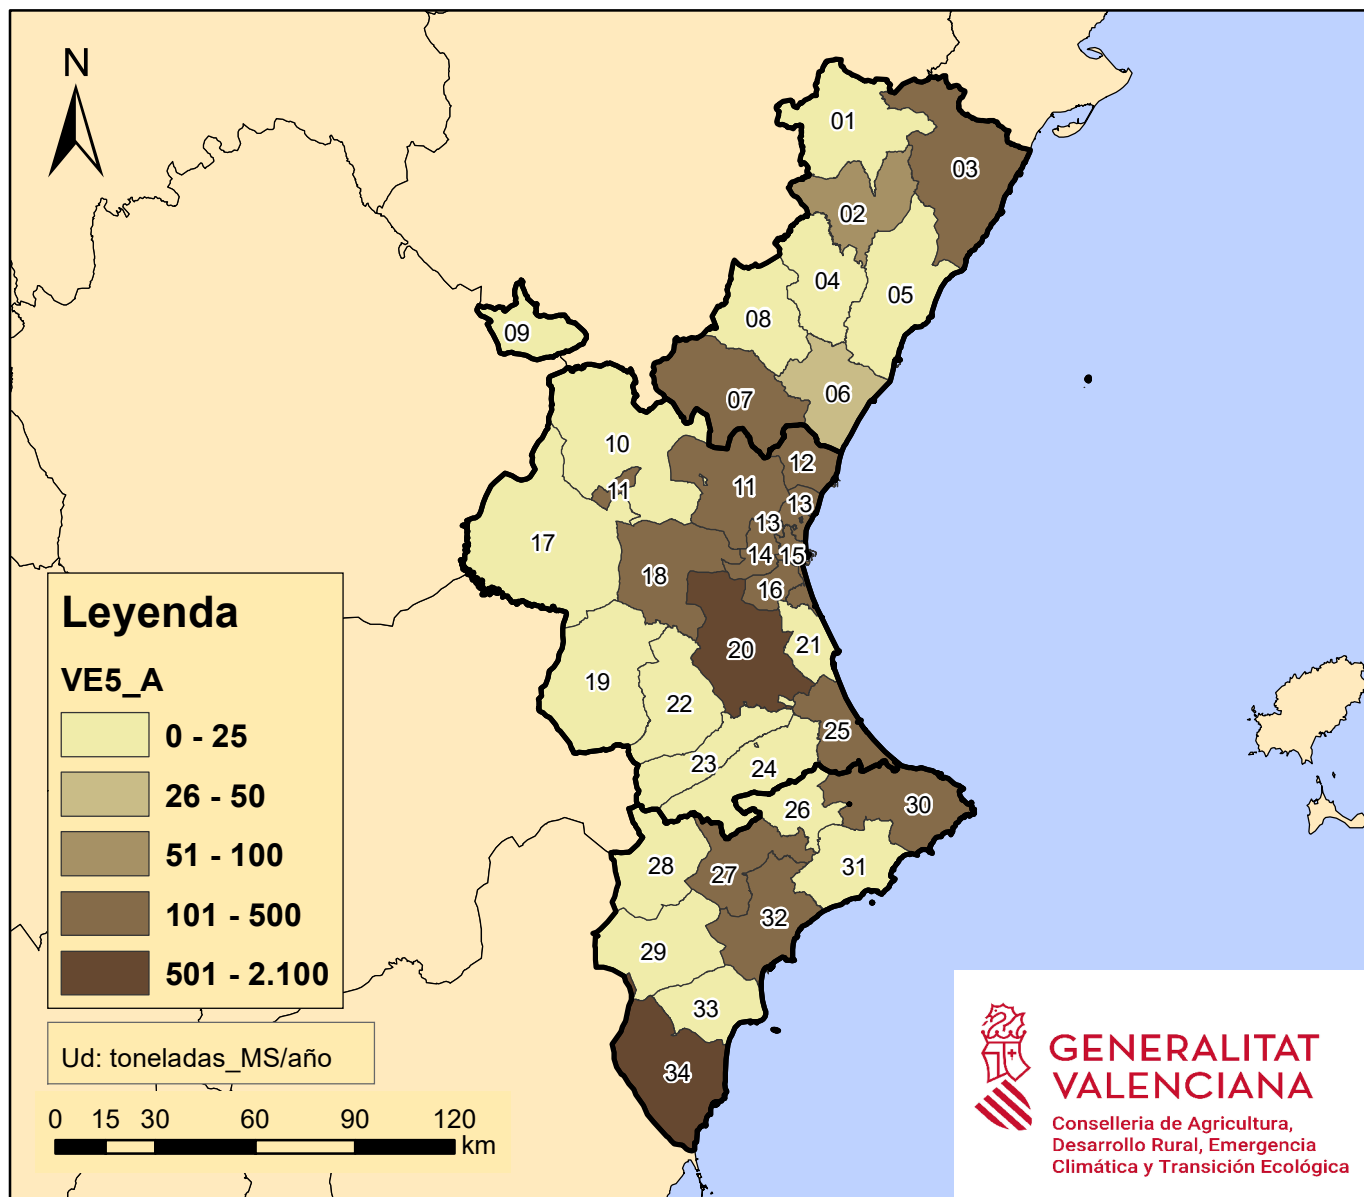 N
01
03
02
04
05
08
09
06
07
10
12
11
11
13
13
17
14
15
18
16
20
21
19
22
25
23
24
26
30
28
27
31
32
29
33
34
Leyenda
VE5_A
0 - 25
26 - 50
51 - 100
101 - 500
501 - 2.100
Ud: toneladas_MS/año
0 15 30 60 90 120
km
GENERALITAT
VALENCIANA
Conselleria de Agricultura,
Desarrollo Rural, Emergencia
Climática y Transición Ecológica